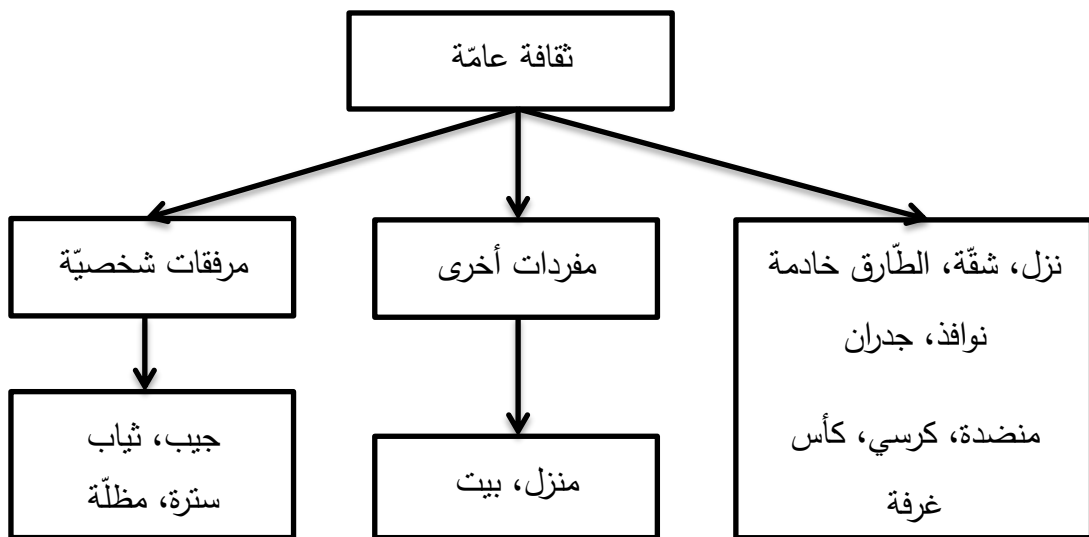 ثقافة عامّة
نزل، شقّة، الطّارق خادمة
نوافذ، جدران
منضدة، كرسي، كأس
غرفة
مفردات أخرى
منزل، بيت
مرفقات شخصيّة
جيب، ثياب
سترة، مظلّة